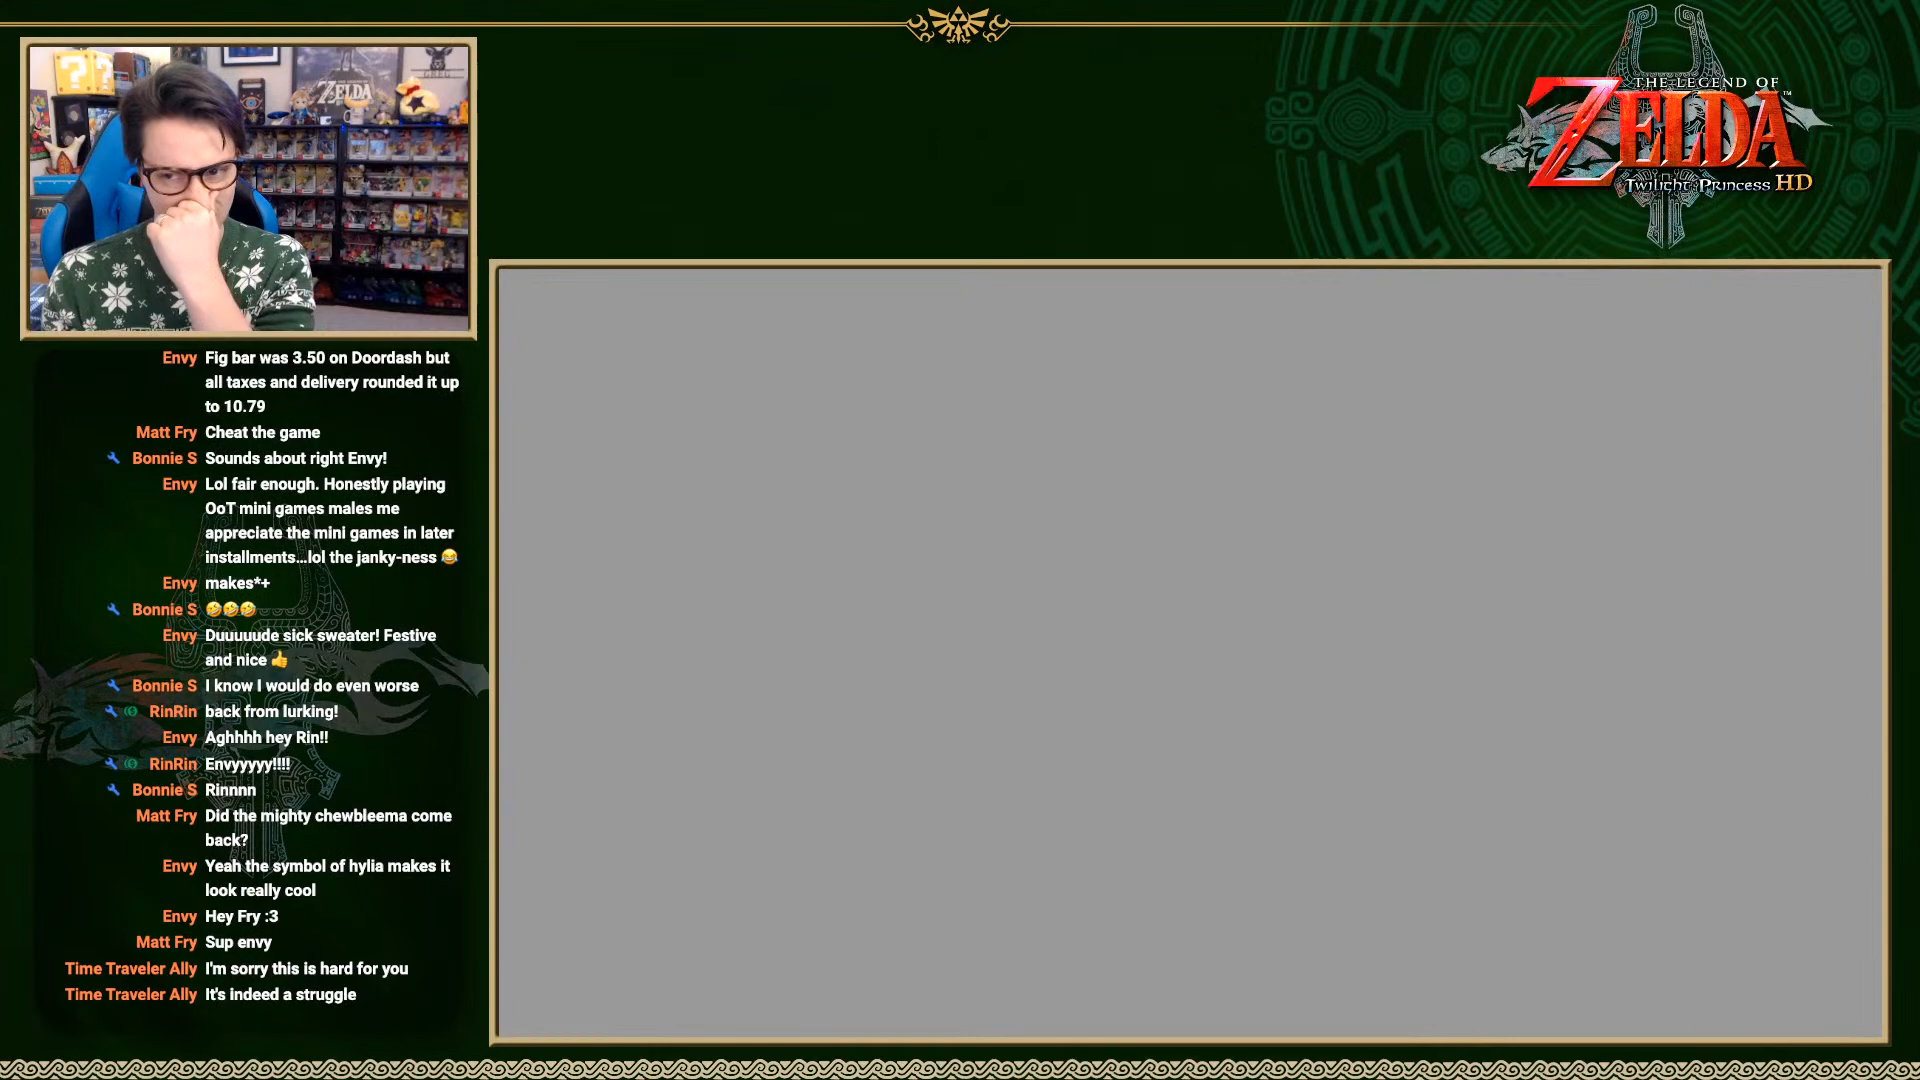 THE LEGEND OF
ZELDA
Twilight Princess HD
ZELDA
GREG
Envy Fig bar was 3.50 on Doordash but
all taxes and delivery rounded it up
to 10.79
Matt Fry Cheat the game
Bonnie S Sounds about right Envy!
Envy Lol fair enough. Honestly playing
OoT mini games males me
appreciate the mini games in later
installments...lol the janky-ness 😂
Envy makes*+
Bonnie S 🤣🤣🤣
Envy Duuuuude sick sweater! Festive
and nice 👍
Bonnie S I know I would do even worse
RinRin back from lurking!
Envy Aghhhh hey Rin!!
RinRin Envyyyyy!!!!
Bonnie S Rinnnn
Matt Fry Did the mighty chewbleema come
back?
Envy Yeah the symbol of hylia makes it
look really cool
Envy Hey Fry :3
Matt Fry Sup envy
Time Traveler Ally I'm sorry this is hard for you
Time Traveler Ally It's indeed a struggle